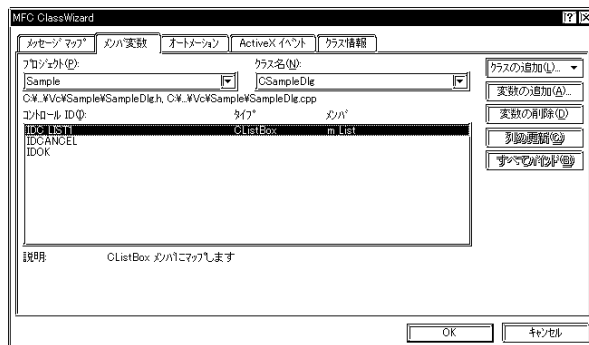 MFC ClassWizard
メッセージ マップ メンバ変数 オートメーション ActiveX イベント クラス情報
プロジェクト(P): クラス名(N):
Sample CSampleDlg
C:¥...¥Vc¥Sample¥SampleDlg.h, C:¥...¥Vc¥Sample¥SampleDlg.cpp
コントロール ID(I): タイプ メンバ
IDC_LIST1 CListBox m_List
IDCANCEL
IDOK
クラスの追加(L)...
変数の追加(A)...
変数の削除(D)
列の更新(C)
すべてバインド(B)
説明: CListBox メンバにマップします
OK キャンセル